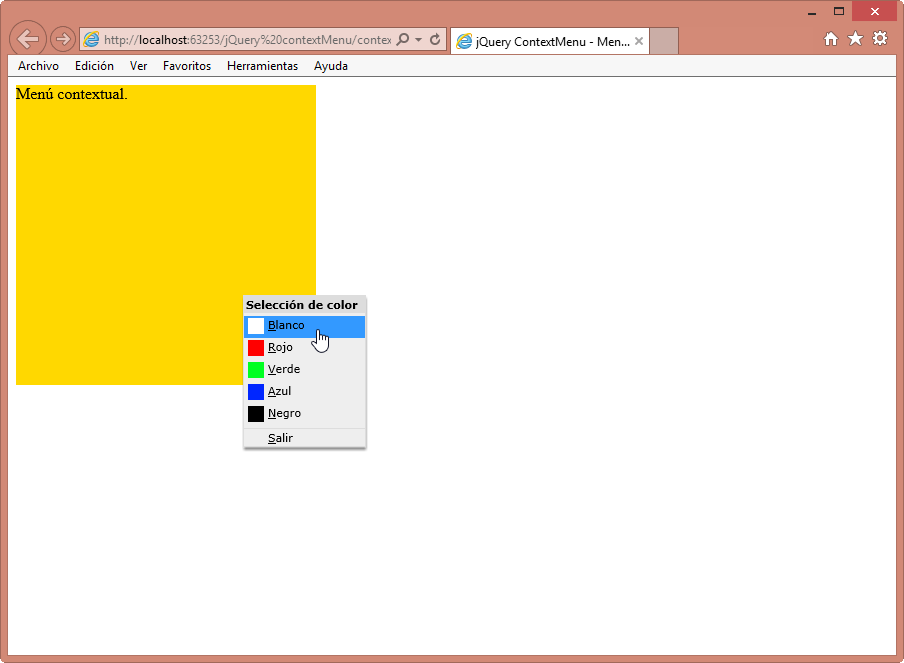 http://localhost:63253/jQuery%20contextMenu/contex
jQuery ContextMenu - Men...
Archivo Edición Ver Favoritos Herramientas Ayuda
Menú contextual.
Selección de color
Blanco
Rojo
Verde
Azul
Negro
Salir